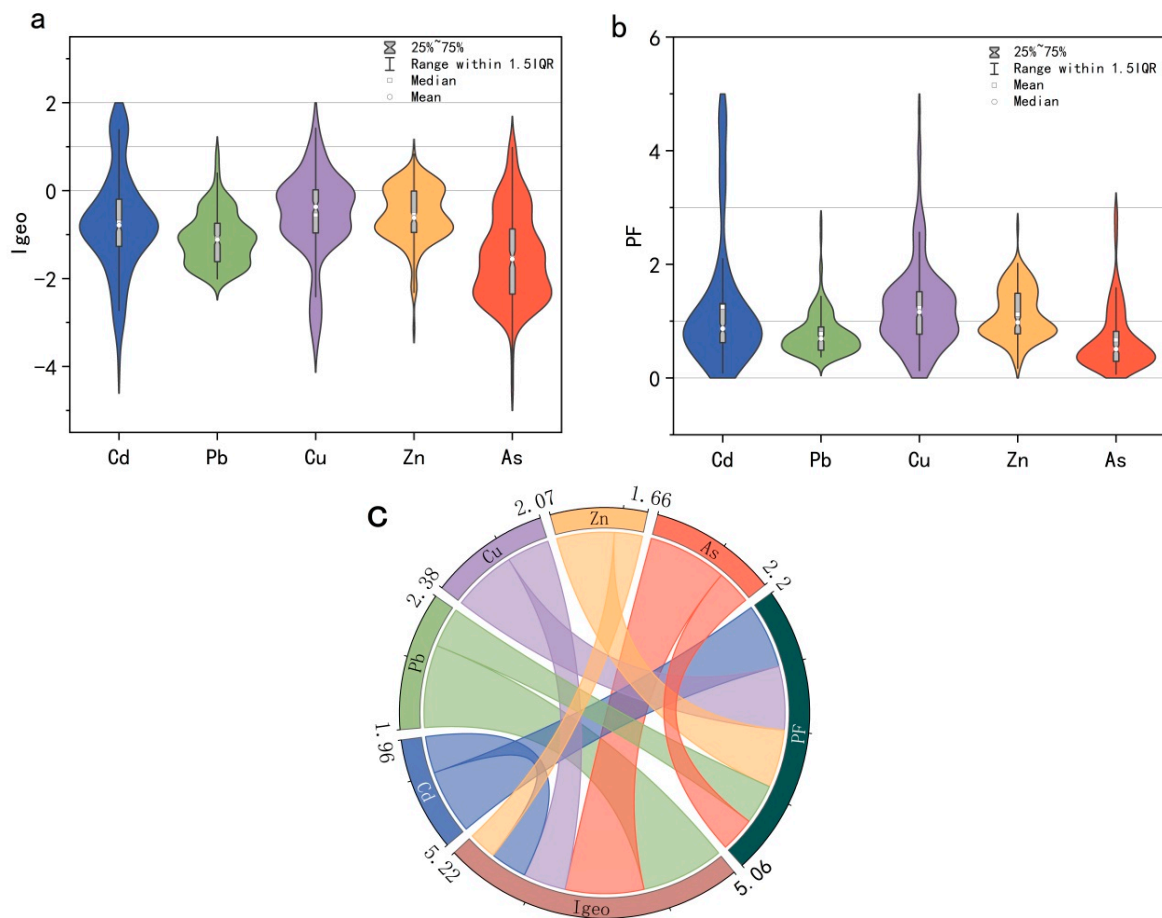 a
25%~75%
Range within 1.5IQR
Median
Mean
2
0
-2
-4
Igeo
Cd Pb Cu Zn As
b
25%~75%
Range within 1.5IQR
Mean
Median
6
4
2
0
PF
Cd Pb Cu Zn As
c
2.07
Zn
1.66
As
2.2
PF
5.06
Igeo
5.22
Cd
1.96
Pb
2.38
Cu